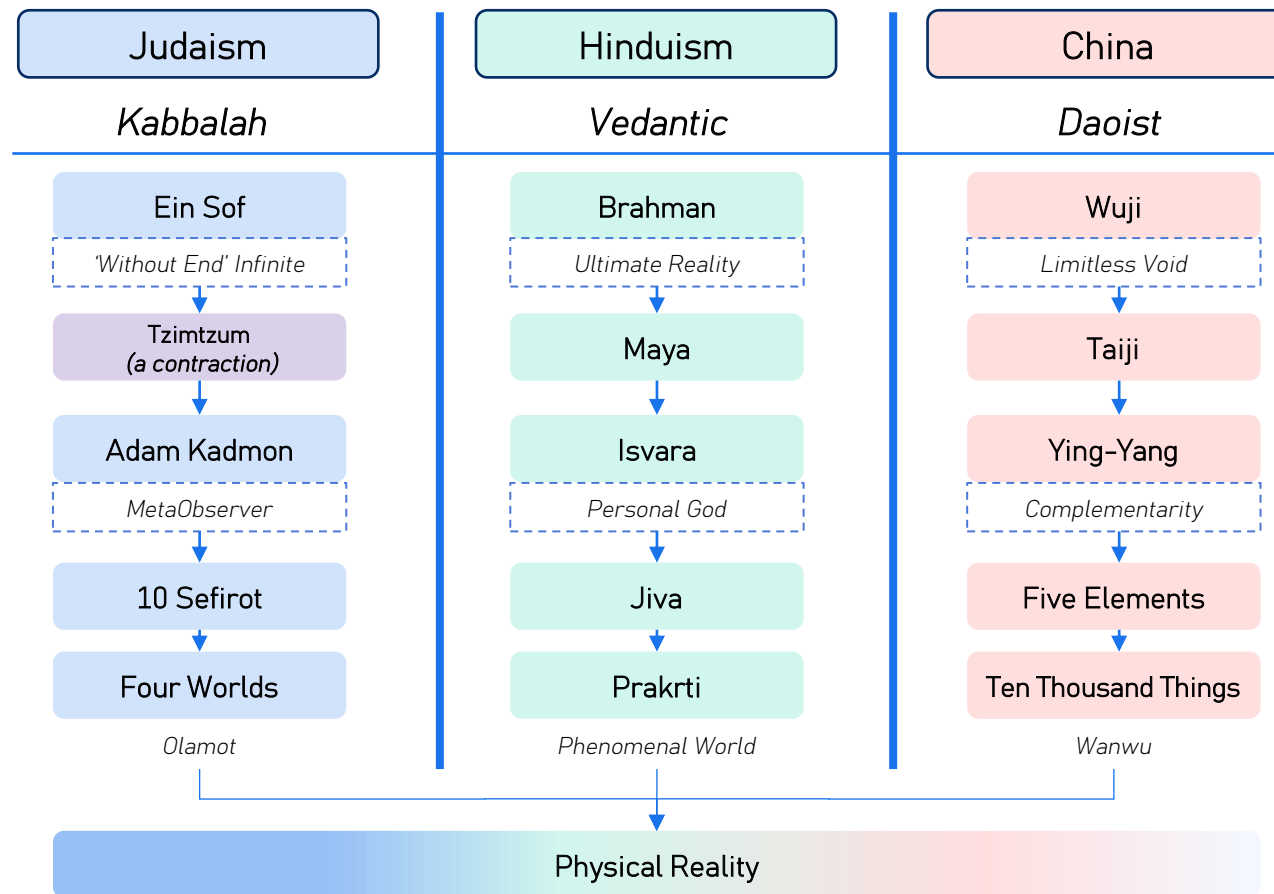 Judaism
Hinduism
China
Kabbalah
Vedantic
Daoist
Ein Sof
'Without End' Infinite
Tzimtzum
(a contraction)
Adam Kadmon
MetaObserver
10 Sefirot
Four Worlds
Olamot
Brahman
Ultimate Reality
Maya
Isvara
Personal God
Jiva
Prakrti
Phenomenal World
Wuji
Limitless Void
Taiji
Ying-Yang
Complementarity
Five Elements
Ten Thousand Things
Wanwu
Physical Reality